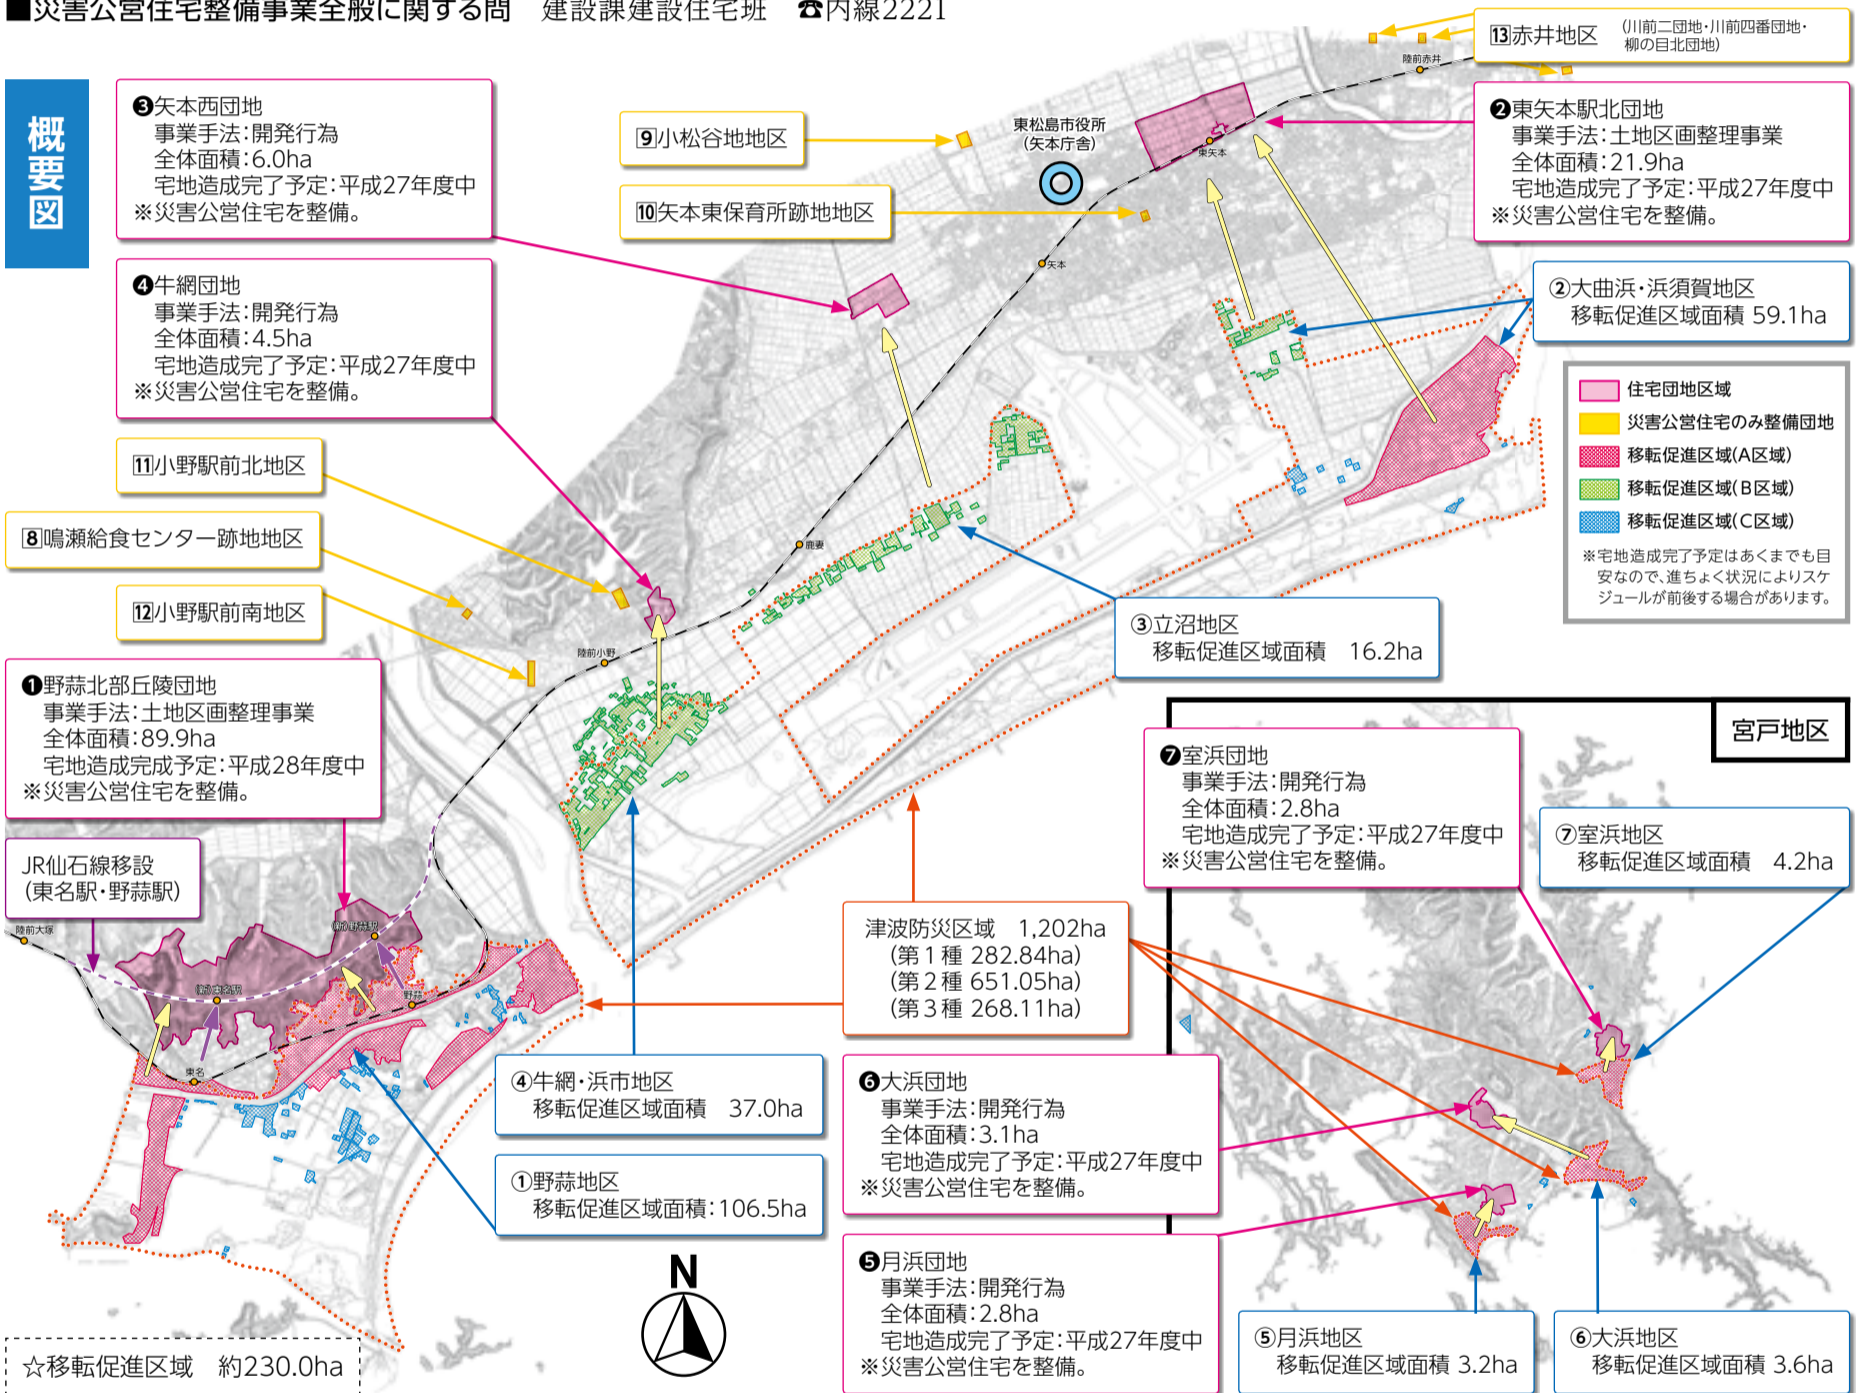 ■災害公営住宅整備事業全般に関する問　建設課建設住宅班　☎内線2221
概要図
❸矢本西団地
事業手法:開発行為
全体面積:6.0ha
宅地造成完了予定:平成27年度中
※災害公営住宅を整備。
❹牛網団地
事業手法:開発行為
全体面積:4.5ha
宅地造成完了予定:平成27年度中
※災害公営住宅を整備。
⑪小野駅前北地区
⑧鳴瀬給食センター跡地地区
⑫小野駅前南地区
❶野蒜北部丘陵団地
事業手法:土地区画整理事業
全体面積:89.9ha
宅地造成完成予定:平成28年度中
※災害公営住宅を整備。
JR仙石線移設
(東名駅・野蒜駅)
⑨小松谷地地区
⑩矢本東保育所跡地地区
東松島市役所
(矢本庁舎)
⑬赤井地区　(川前二団地・川前四番団地・
柳の目北団地)
❷東矢本駅北団地
事業手法:土地区画整理事業
全体面積:21.9ha
宅地造成完了予定:平成27年度中
※災害公営住宅を整備。
②大曲浜・浜須賀地区
移転促進区域面積 59.1ha
住宅団地区域
災害公営住宅のみ整備団地
移転促進区域(A区域)
移転促進区域(B区域)
移転促進区域(C区域)
※宅地造成完了予定はあくまでも目
安なので、進ちょく状況によりスケ
ジュールが前後する場合があります。
陸前赤井
東矢本
矢本
鹿妻
陸前小野
陸前大塚
(新)野蒜駅
(新)東名駅
野蒜
東名
③立沼地区
移転促進区域面積　16.2ha
宮戸地区
❼室浜団地
事業手法:開発行為
全体面積:2.8ha
宅地造成完了予定:平成27年度中
※災害公営住宅を整備。
⑦室浜地区
移転促進区域面積　4.2ha
津波防災区域　1,202ha
(第1種 282.84ha)
(第2種 651.05ha)
(第3種 268.11ha)
④牛網・浜市地区
移転促進区域面積　37.0ha
①野蒜地区
移転促進区域面積:106.5ha
❻大浜団地
事業手法:開発行為
全体面積:3.1ha
宅地造成完了予定:平成27年度中
※災害公営住宅を整備。
❺月浜団地
事業手法:開発行為
全体面積:2.8ha
宅地造成完了予定:平成27年度中
※災害公営住宅を整備。
⑤月浜地区
移転促進区域面積 3.2ha
⑥大浜地区
移転促進区域面積 3.6ha
N
☆移転促進区域　約230.0ha